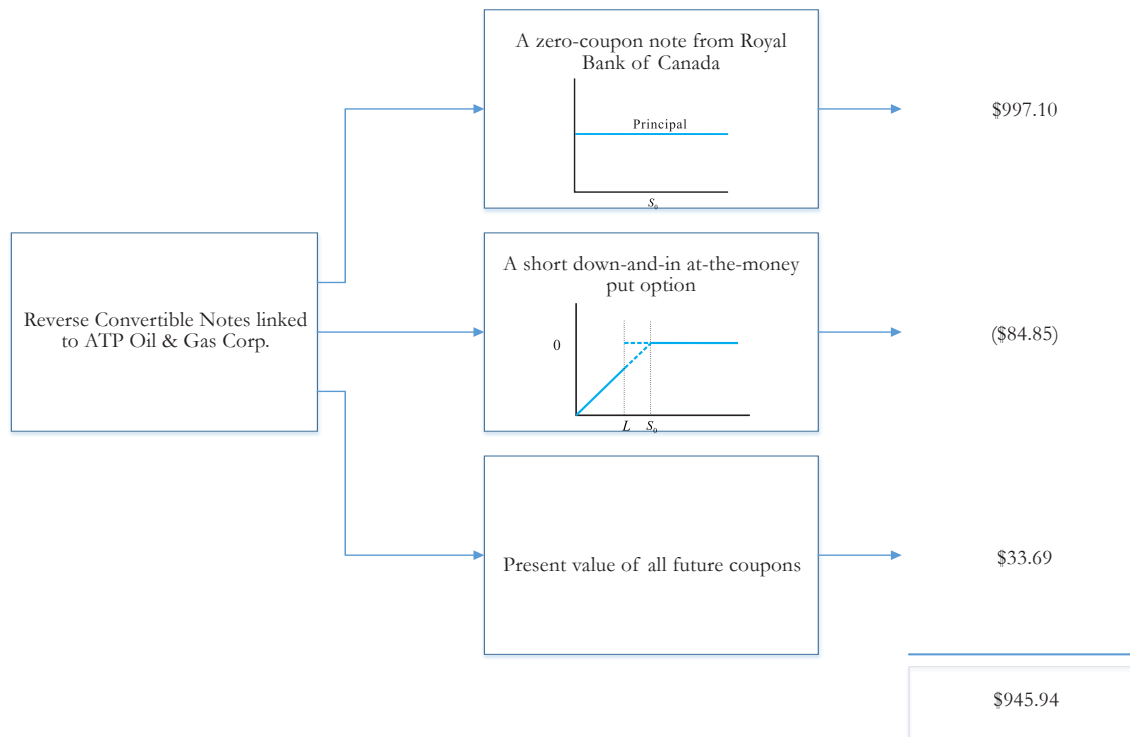 A zero-coupon note from Royal
Bank of Canada
Principal
S₀
$997.10
Reverse Convertible Notes linked
to ATP Oil & Gas Corp.
A short down-and-in at-the-money
put option
0
L S₀
($84.85)
Present value of all future coupons
$33.69
$945.94